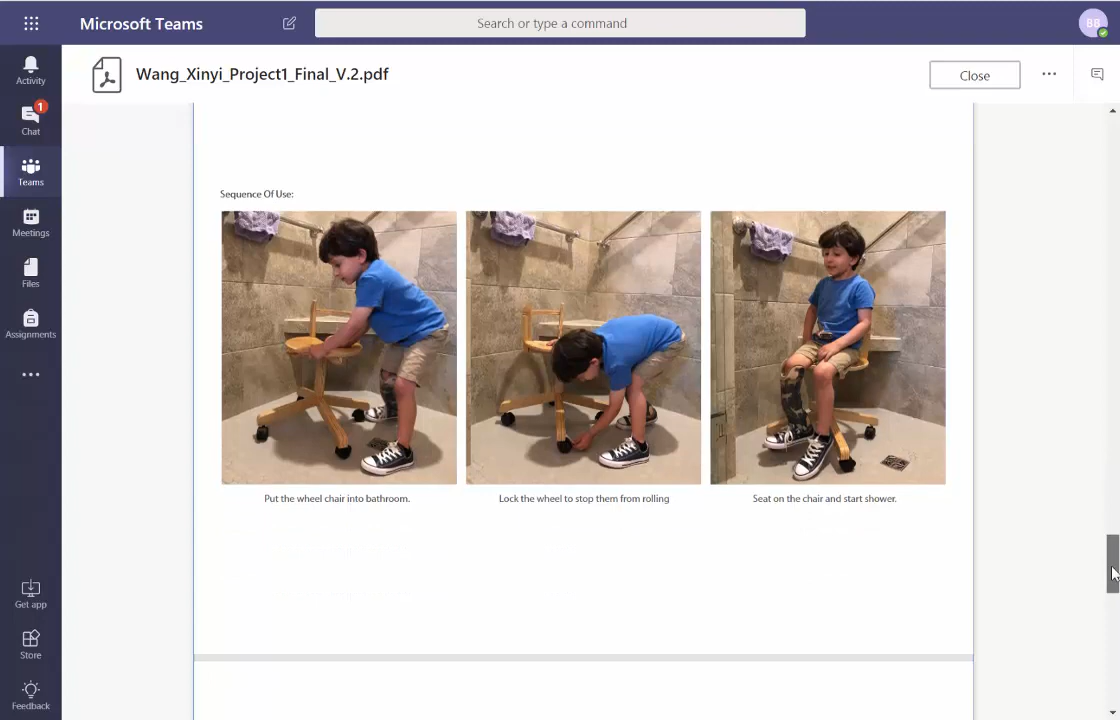 Microsoft Teams
Search or type a command
BB
Activity
Wang_Xinyi_Project1_Final_V.2.pdf
Close
1
Chat
Teams
Meetings
Files
Assignments
Sequence Of Use:
Put the wheel chair into bathroom.
Lock the wheel to stop them from rolling
Seat on the chair and start shower.
Get app
Store
Feedback